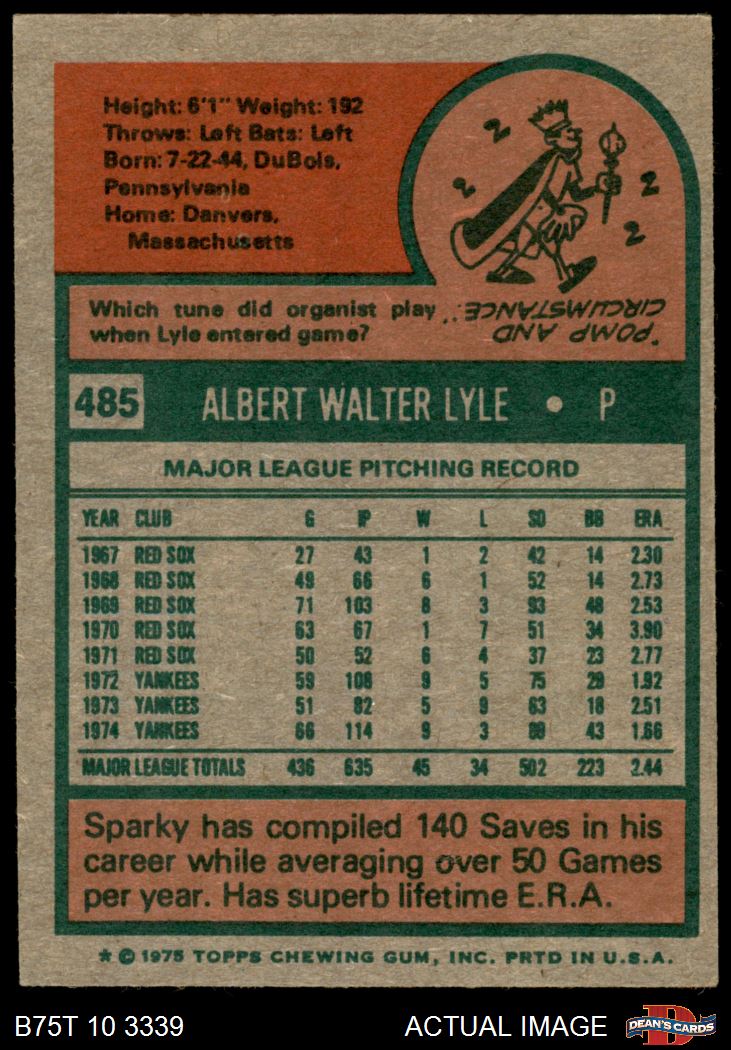 Height: 6'1" Weight: 192
Throws: Left Bats: Left
Born: 7-22-44, DuBois,
Pennsylvania
Home: Danvers,
Massachusetts
2
2
2
2
Which tune did organist play
when Lyle entered game?
"POMP AND
CIRCUMSTANCE."
485 ALBERT WALTER LYLE • P
MAJOR LEAGUE PITCHING RECORD
YEAR CLUB G IP W L SO BB ERA
1967 RED SOX 27 43 1 2 42 14 2.30
1968 RED SOX 49 66 6 1 52 14 2.73
1969 RED SOX 71 103 8 3 93 48 2.53
1970 RED SOX 63 67 1 7 51 34 3.90
1971 RED SOX 50 52 6 4 37 23 2.77
1972 YANKEES 59 108 9 5 75 29 1.92
1973 YANKEES 51 82 5 9 63 18 2.51
1974 YANKEES 66 114 9 3 89 43 1.66
MAJOR LEAGUE TOTALS 436 635 45 34 502 223 2.44
Sparky has compiled 140 Saves in his
career while averaging over 50 Games
per year. Has superb lifetime E.R.A.
* © 1975 TOPPS CHEWING GUM, INC. PRTD IN U.S.A.
B75T 10 3339 ACTUAL IMAGE DEAN'S CARDS